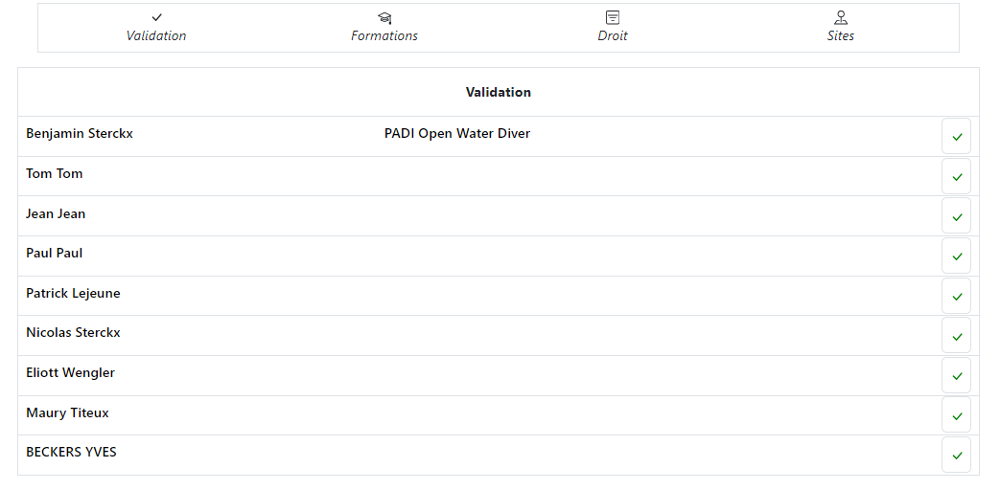 Validation Formations Droit Sites
Validation
Benjamin Sterckx PADI Open Water Diver
Tom Tom
Jean Jean
Paul Paul
Patrick Lejeune
Nicolas Sterckx
Eliott Wengler
Maury Titeux
BECKERS YVES